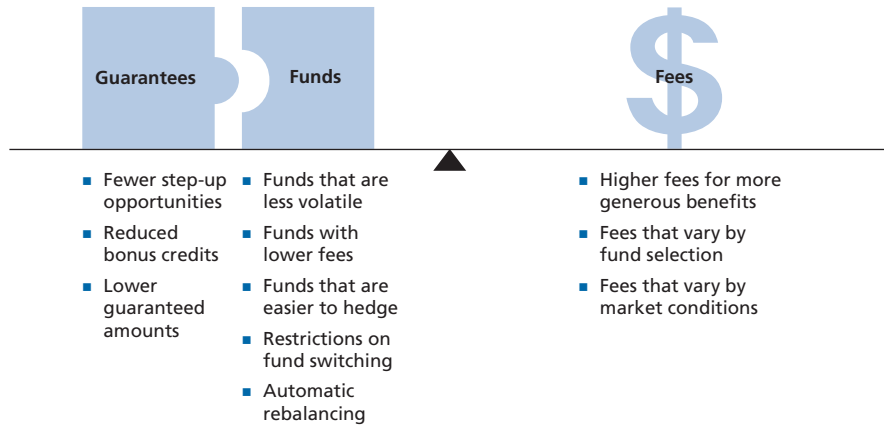 Guarantees
Funds
Fees
Fewer step-up
opportunities
Reduced
bonus credits
Lower
guaranteed
amounts
Funds that are
less volatile
Funds with
lower fees
Funds that are
easier to hedge
Restrictions on
fund switching
Automatic
rebalancing
Higher fees for more
generous benefits
Fees that vary by
fund selection
Fees that vary by
market conditions